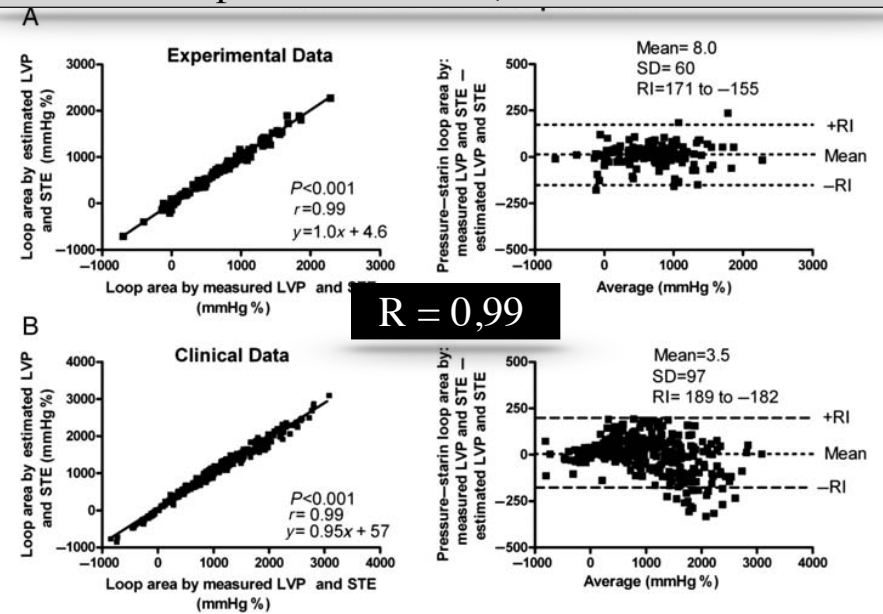 A
Experimental Data
Loop area by estimated LVP
and STE (mmHg %)
3000
2000
1000
0
−1000
P<0.001
r=0.99
y=1.0x + 4.6
−1000 0 1000 2000 3000
Loop area by measured LVP and STE
(mmHg %)
Mean= 8.0
SD= 60
RI=171 to −155
Pressure−starin loop area by:
measured LVP and STE −
estimated LVP and STE
500
250
0
−250
−500
+RI
Mean
−RI
−1000 0 1000 2000 3000
Average (mmHg %)
R = 0,99
B
Clinical Data
Loop area by estimated LVP
and STE (mmHg %)
4000
3000
2000
1000
0
−1000
P<0.001
r= 0.99
y= 0.95x + 57
−1000 0 1000 2000 3000 4000
Loop area by measured LVP and STE
(mmHg %)
Mean=3.5
SD=97
RI= 189 to −182
Pressure−starin loop area by:
measured LVP and STE −
estimated LVP and STE
500
250
0
−250
−500
+RI
Mean
−RI
−1000 0 1000 2000 3000 4000
Average (mmHg %)